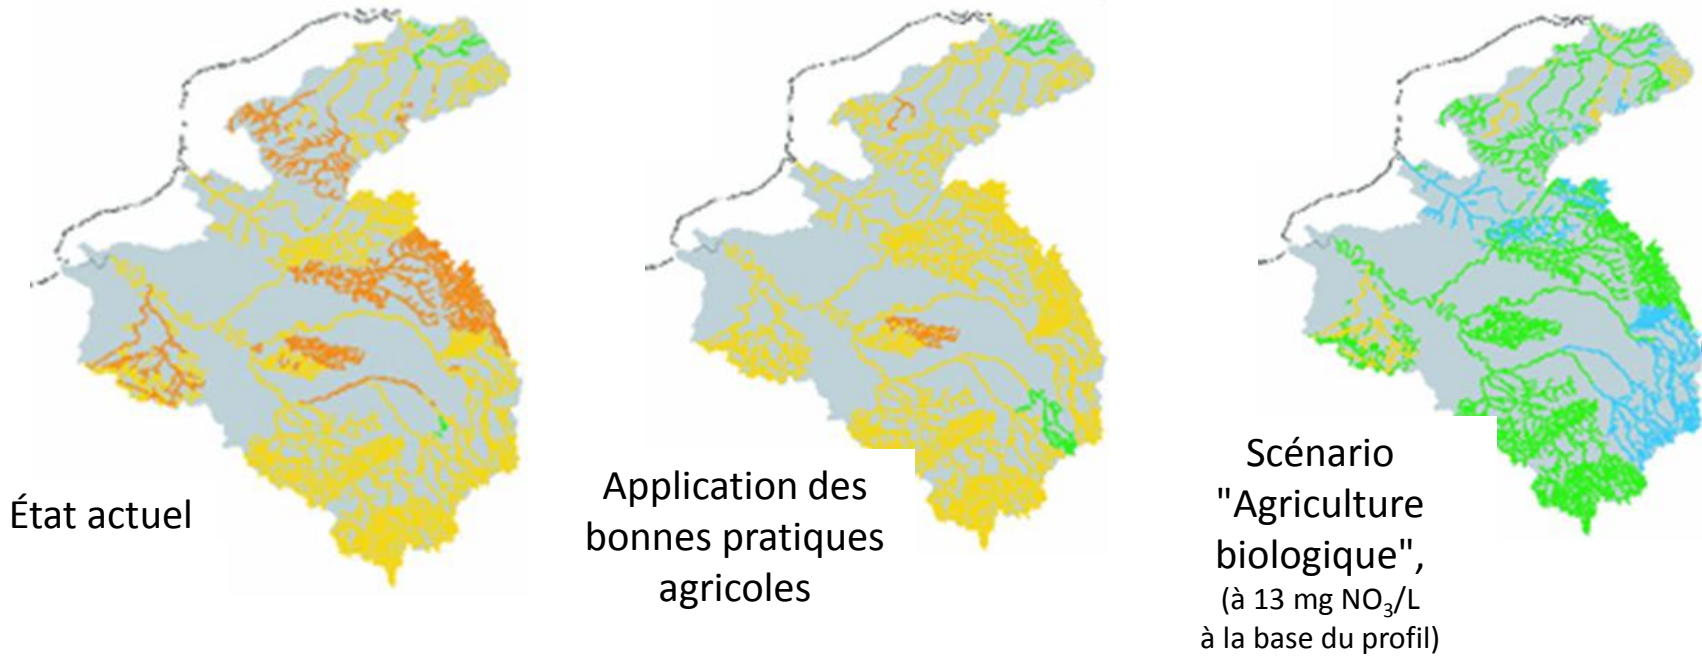 État actuel
Application des
bonnes pratiques
agricoles
Scénario
"Agriculture
biologique",
(à 13 mg NO₃/L
à la base du profil)